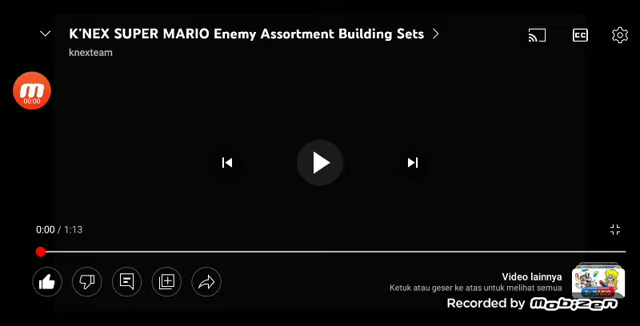 K'NEX SUPER MARIO Enemy Assortment Building Sets
knexteam
CC
m
00:00
0:00 / 1:13
Video lainnya
Ketuk atau geser ke atas untuk melihat semua
Recorded by Mobizen